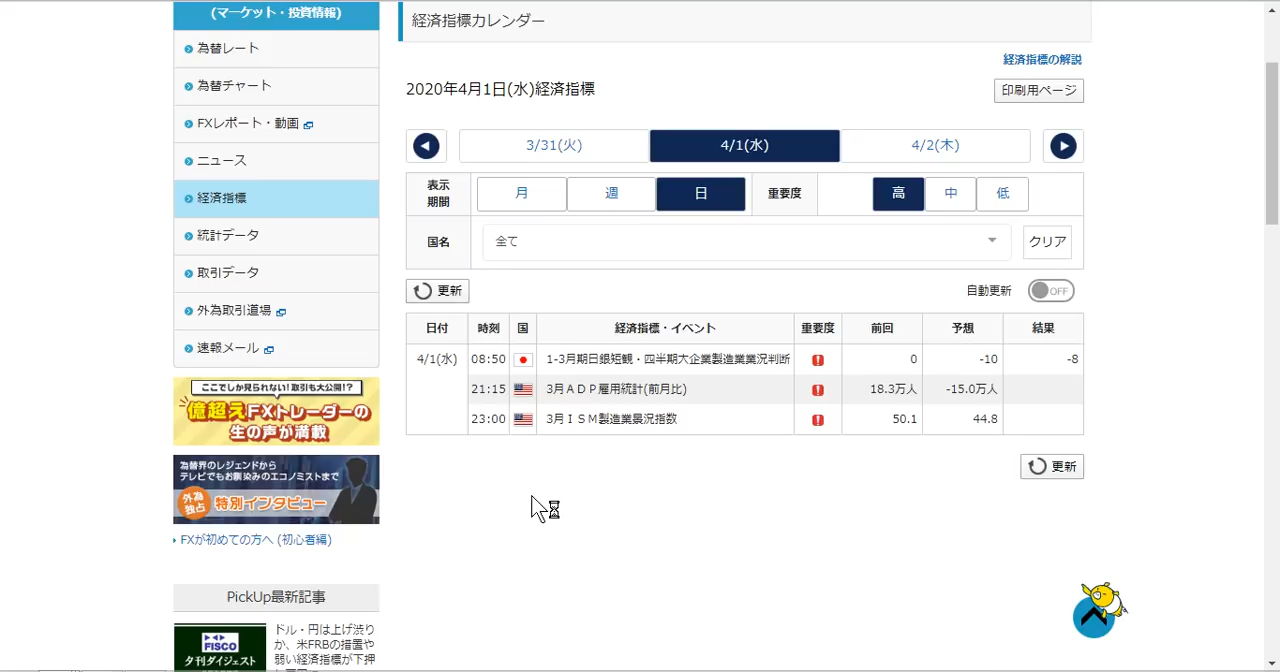 (マーケット・投資情報)
為替レート
為替チャート
FXレポート・動画
ニュース
経済指標
統計データ
取引データ
外為取引道場
速報メール
ここでしか見られない!取引も大公開!?
億超えFXトレーダーの
生の声が満載
為替界のレジェンドから
テレビでもお馴染みのエコノミストまで
外為
独占
特別インタビュー
FXが初めての方へ (初心者編)
PickUp最新記事
FISCO
夕刊ダイジェスト
ドル・円は上げ渋り
か、米FRBの措置や
弱い経済指標が下押
経済指標カレンダー
経済指標の解説
2020年4月1日(水)経済指標
印刷用ページ
3/31(火) 4/1(水) 4/2(木)
表示
期間
月 週 日 重要度 高 中 低
国名 全て クリア
更新 自動更新 OFF
日付 時刻 国 経済指標・イベント 重要度 前回 予想 結果
4/1(水) 08:50 1-3月期日銀短観・四半期大企業製造業業況判断 0 -10 -8
21:15 3月ADP雇用統計(前月比) 18.3万人 -15.0万人
23:00 3月ISM製造業景況指数 50.1 44.8
更新